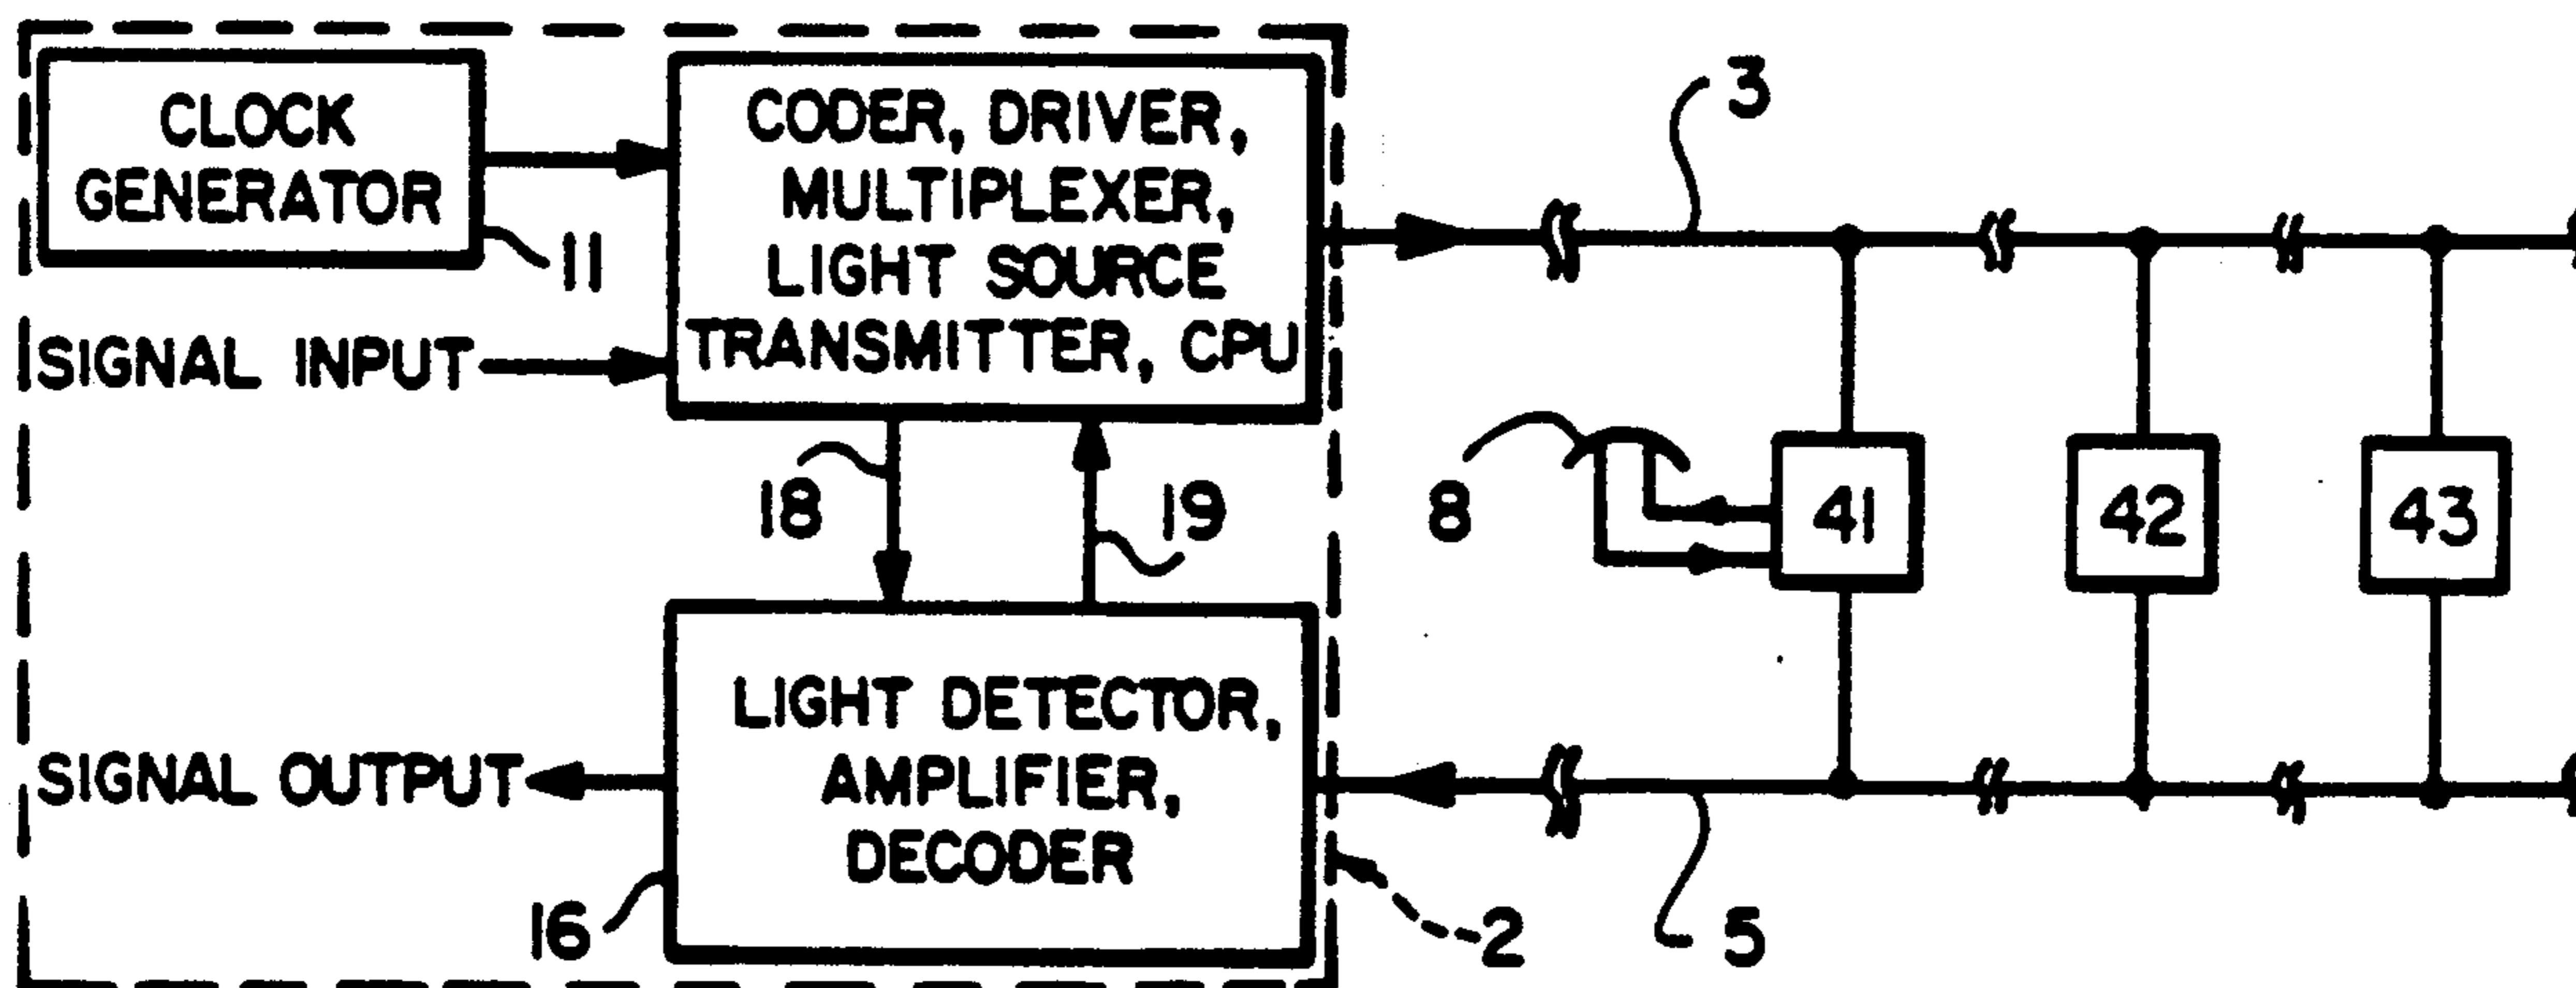 CLOCK
GENERATOR
11
CODER, DRIVER,
MULTIPLEXER,
LIGHT SOURCE
TRANSMITTER, CPU
3
SIGNAL INPUT
18
19
8
41
42
43
LIGHT DETECTOR,
AMPLIFIER,
DECODER
SIGNAL OUTPUT
16
2
5